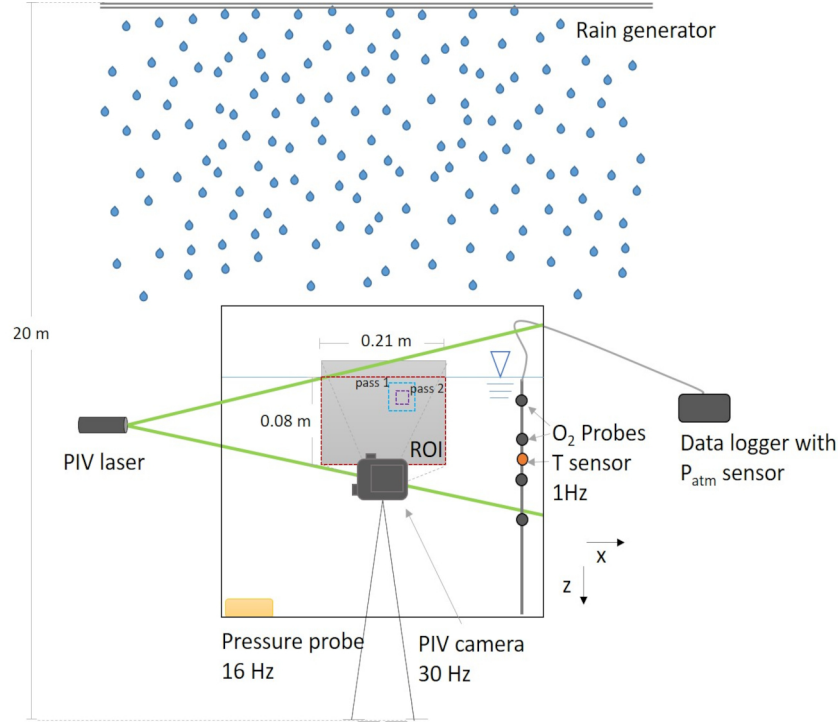 Rain generator
20 m
0.21 m
pass 1
pass 2
0.08 m
ROI
PIV laser
O₂ Probes
T sensor
1Hz
Data logger with
Pₐₜₘ sensor
x
z
Pressure probe
16 Hz
PIV camera
30 Hz